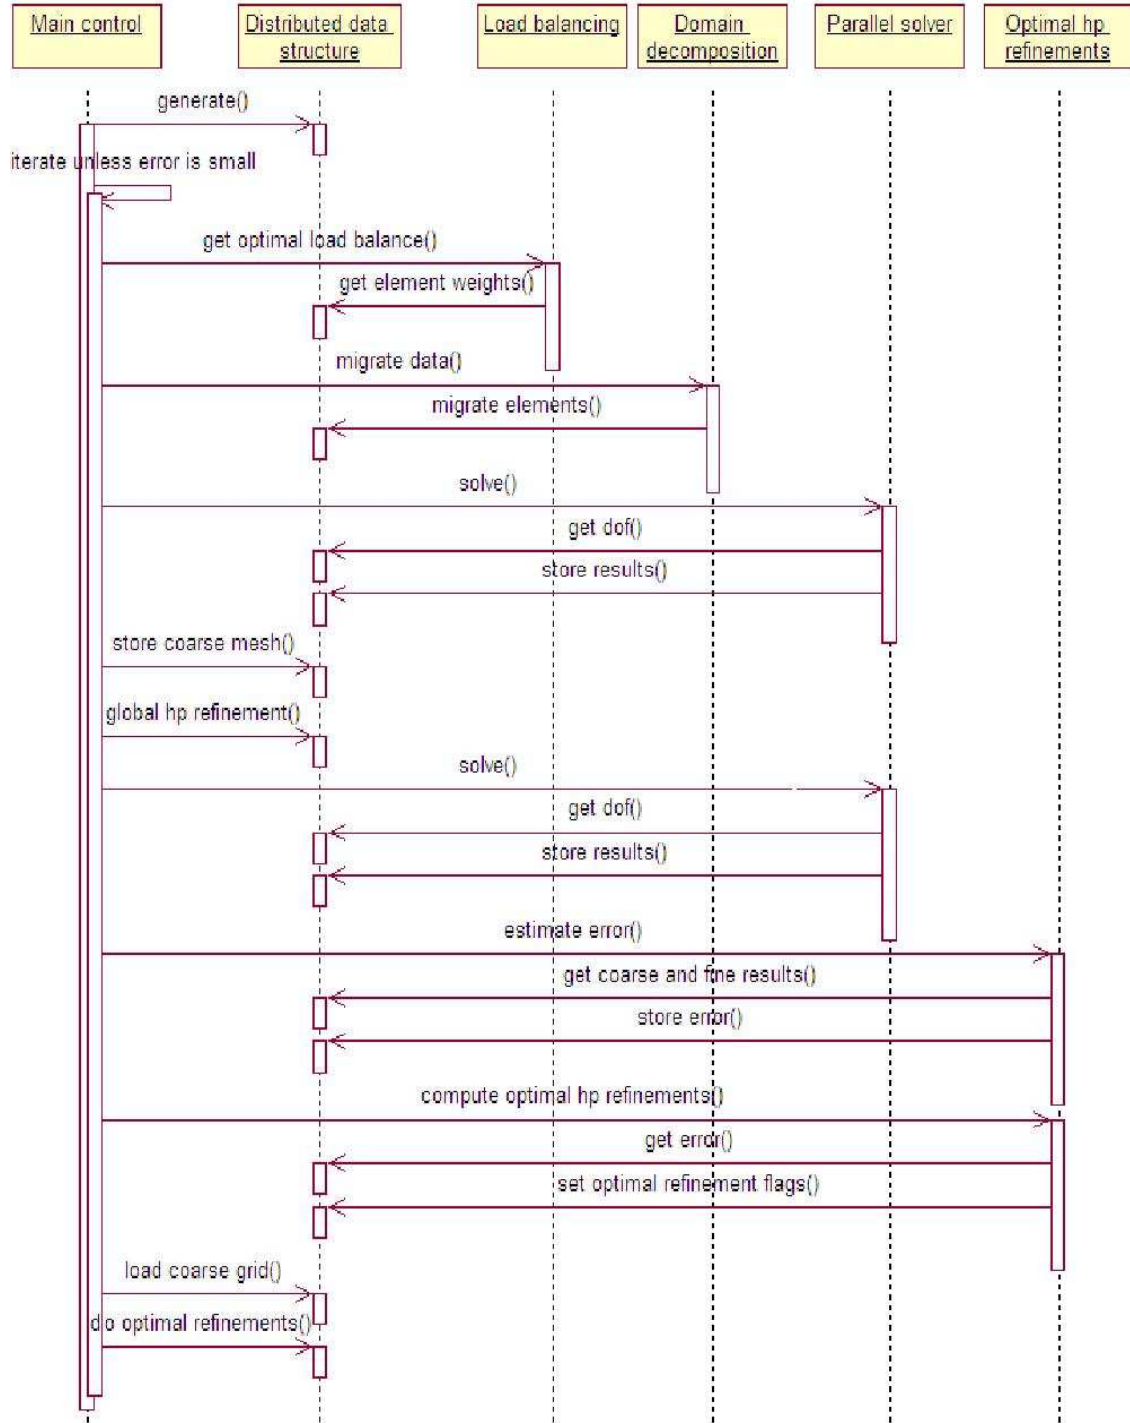 Main control
Distributed data
structure
Load balancing
Domain
decomposition
Parallel solver
Optimal hp
refinements
generate()
iterate unless error is small
get optimal load balance()
get element weights()
migrate data()
migrate elements()
solve()
get dof()
store results()
store coarse mesh()
global hp refinement()
solve()
get dof()
store results()
estimate error()
get coarse and fine results()
store error()
compute optimal hp refinements()
get error()
set optimal refinement flags()
load coarse grid()
do optimal refinements()